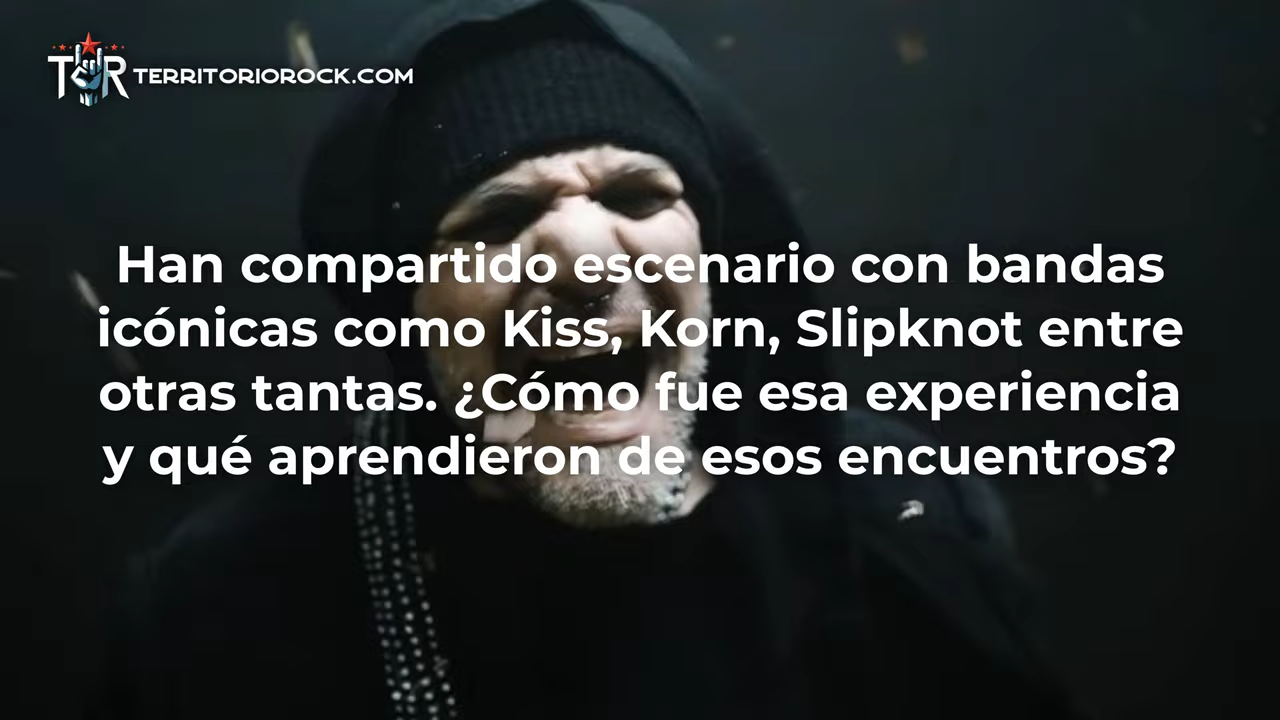 TR TERRITORIOROCK.COM
Han compartido escenario con bandas
icónicas como Kiss, Korn, Slipknot entre
otras tantas. ¿Cómo fue esa experiencia
y qué aprendieron de esos encuentros?